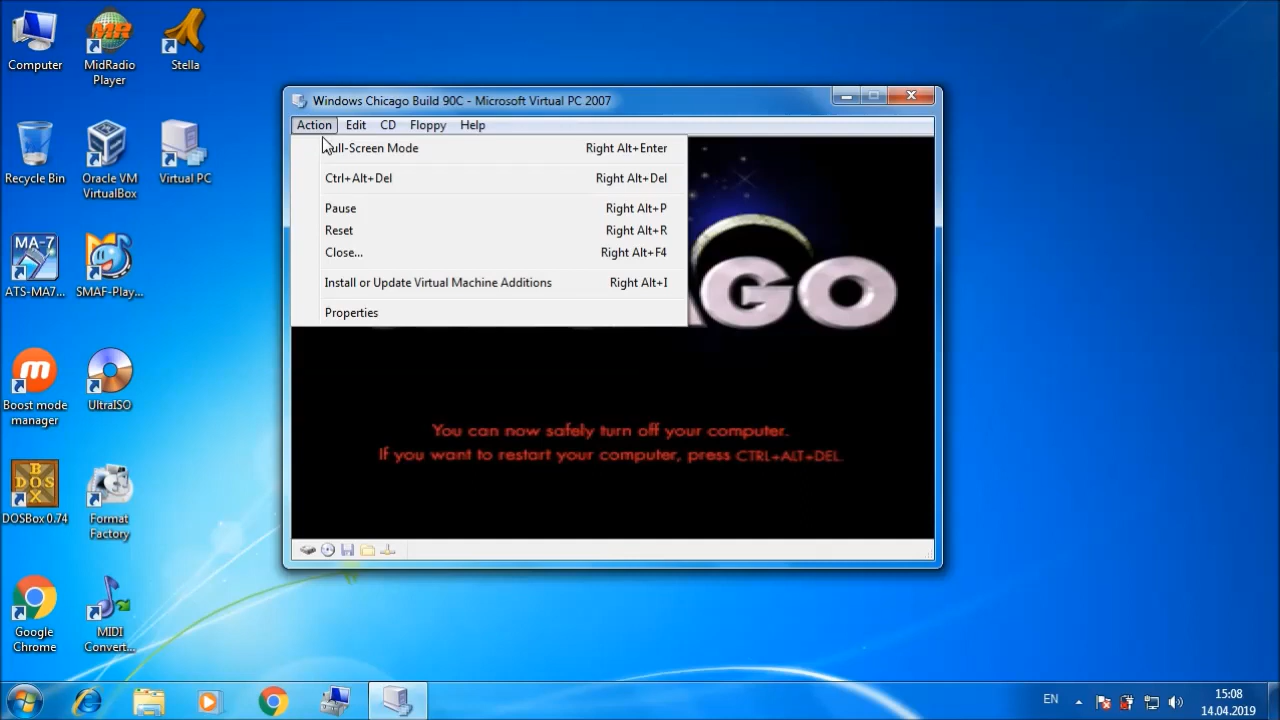 Computer
MidRadio
Player
Stella
Recycle Bin
Oracle VM
VirtualBox
Virtual PC
MA-7
ATS-MA7...
SMAF-Play...
Boost mode
manager
UltraISO
DOSBox 0.74
Format
Factory
Google
Chrome
MIDI
Convert...
Windows Chicago Build 90C - Microsoft Virtual PC 2007
Action Edit CD Floppy Help
Full-Screen Mode Right Alt+Enter
Ctrl+Alt+Del Right Alt+Del
Pause Right Alt+P
Reset Right Alt+R
Close... Right Alt+F4
Install or Update Virtual Machine Additions Right Alt+I
Properties
AGO
You can now safely turn off your computer.
If you want to restart your computer, press CTRL+ALT+DEL.
EN
15:08
14.04.2019